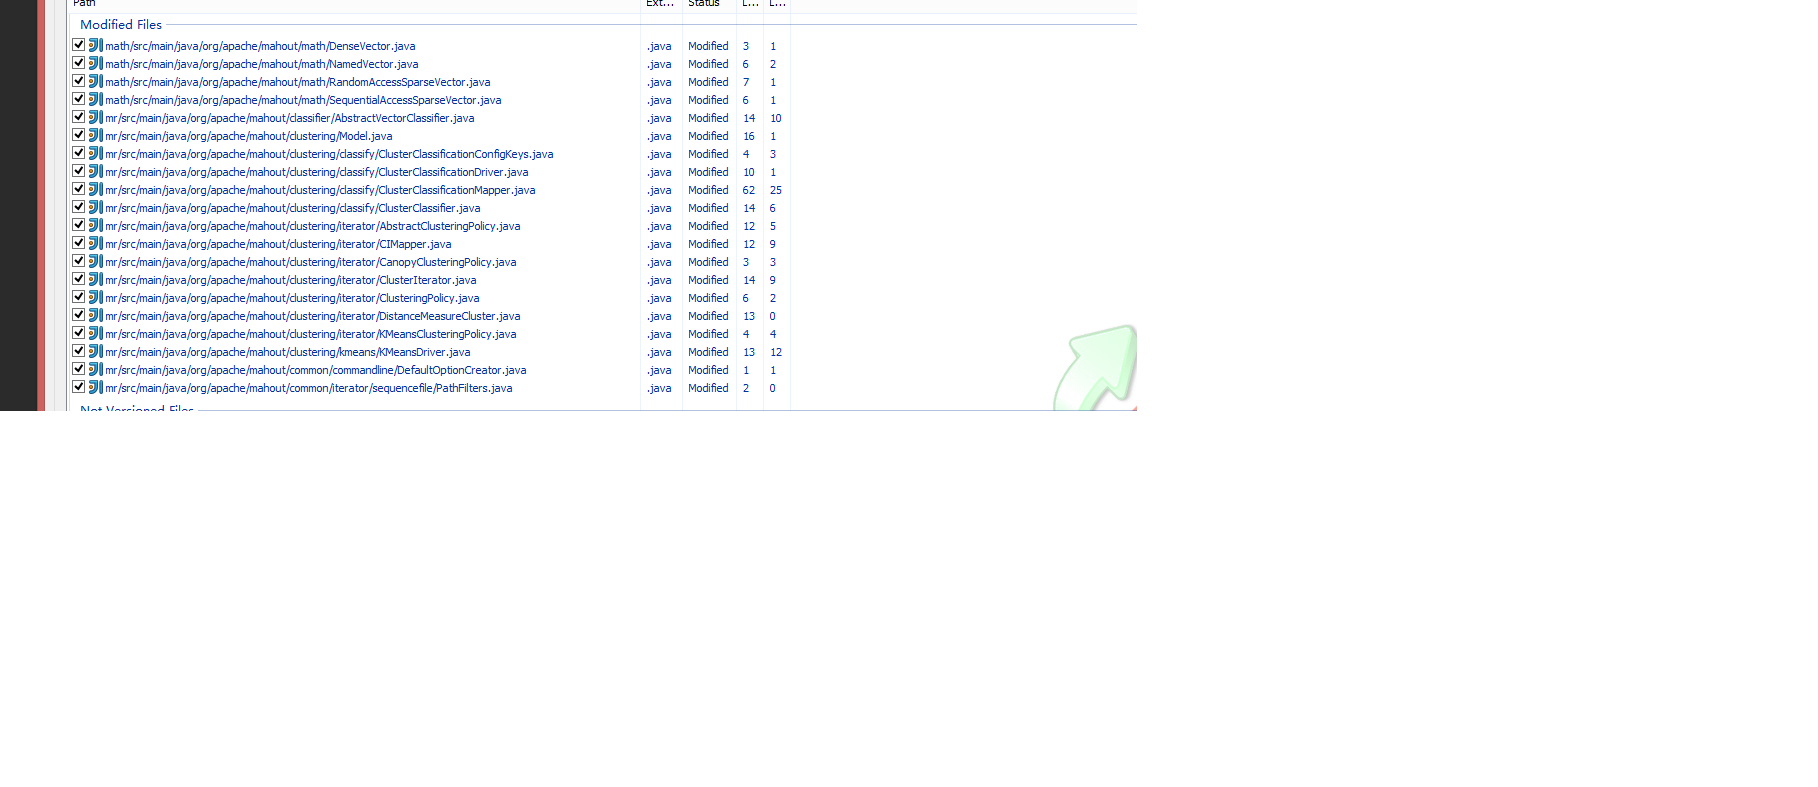 Path Ext... Status L... L...
Modified Files
math/src/main/java/org/apache/mahout/math/DenseVector.java .java Modified 3 1
math/src/main/java/org/apache/mahout/math/NamedVector.java .java Modified 6 2
math/src/main/java/org/apache/mahout/math/RandomAccessSparseVector.java .java Modified 7 1
math/src/main/java/org/apache/mahout/math/SequentialAccessSparseVector.java .java Modified 6 1
mr/src/main/java/org/apache/mahout/classifier/AbstractVectorClassifier.java .java Modified 14 10
mr/src/main/java/org/apache/mahout/clustering/Model.java .java Modified 16 1
mr/src/main/java/org/apache/mahout/clustering/classify/ClusterClassificationConfigKeys.java .java Modified 4 3
mr/src/main/java/org/apache/mahout/clustering/classify/ClusterClassificationDriver.java .java Modified 10 1
mr/src/main/java/org/apache/mahout/clustering/classify/ClusterClassificationMapper.java .java Modified 62 25
mr/src/main/java/org/apache/mahout/clustering/classify/ClusterClassifier.java .java Modified 14 6
mr/src/main/java/org/apache/mahout/clustering/iterator/AbstractClusteringPolicy.java .java Modified 12 5
mr/src/main/java/org/apache/mahout/clustering/iterator/CIMapper.java .java Modified 12 9
mr/src/main/java/org/apache/mahout/clustering/iterator/CanopyClusteringPolicy.java .java Modified 3 3
mr/src/main/java/org/apache/mahout/clustering/iterator/ClusterIterator.java .java Modified 14 9
mr/src/main/java/org/apache/mahout/clustering/iterator/ClusteringPolicy.java .java Modified 6 2
mr/src/main/java/org/apache/mahout/clustering/iterator/DistanceMeasureCluster.java .java Modified 13 0
mr/src/main/java/org/apache/mahout/clustering/iterator/KMeansClusteringPolicy.java .java Modified 4 4
mr/src/main/java/org/apache/mahout/clustering/kmeans/KMeansDriver.java .java Modified 13 12
mr/src/main/java/org/apache/mahout/common/commandline/DefaultOptionCreator.java .java Modified 1 1
mr/src/main/java/org/apache/mahout/common/iterator/sequencefile/PathFilters.java .java Modified 2 0
Not Versioned Files